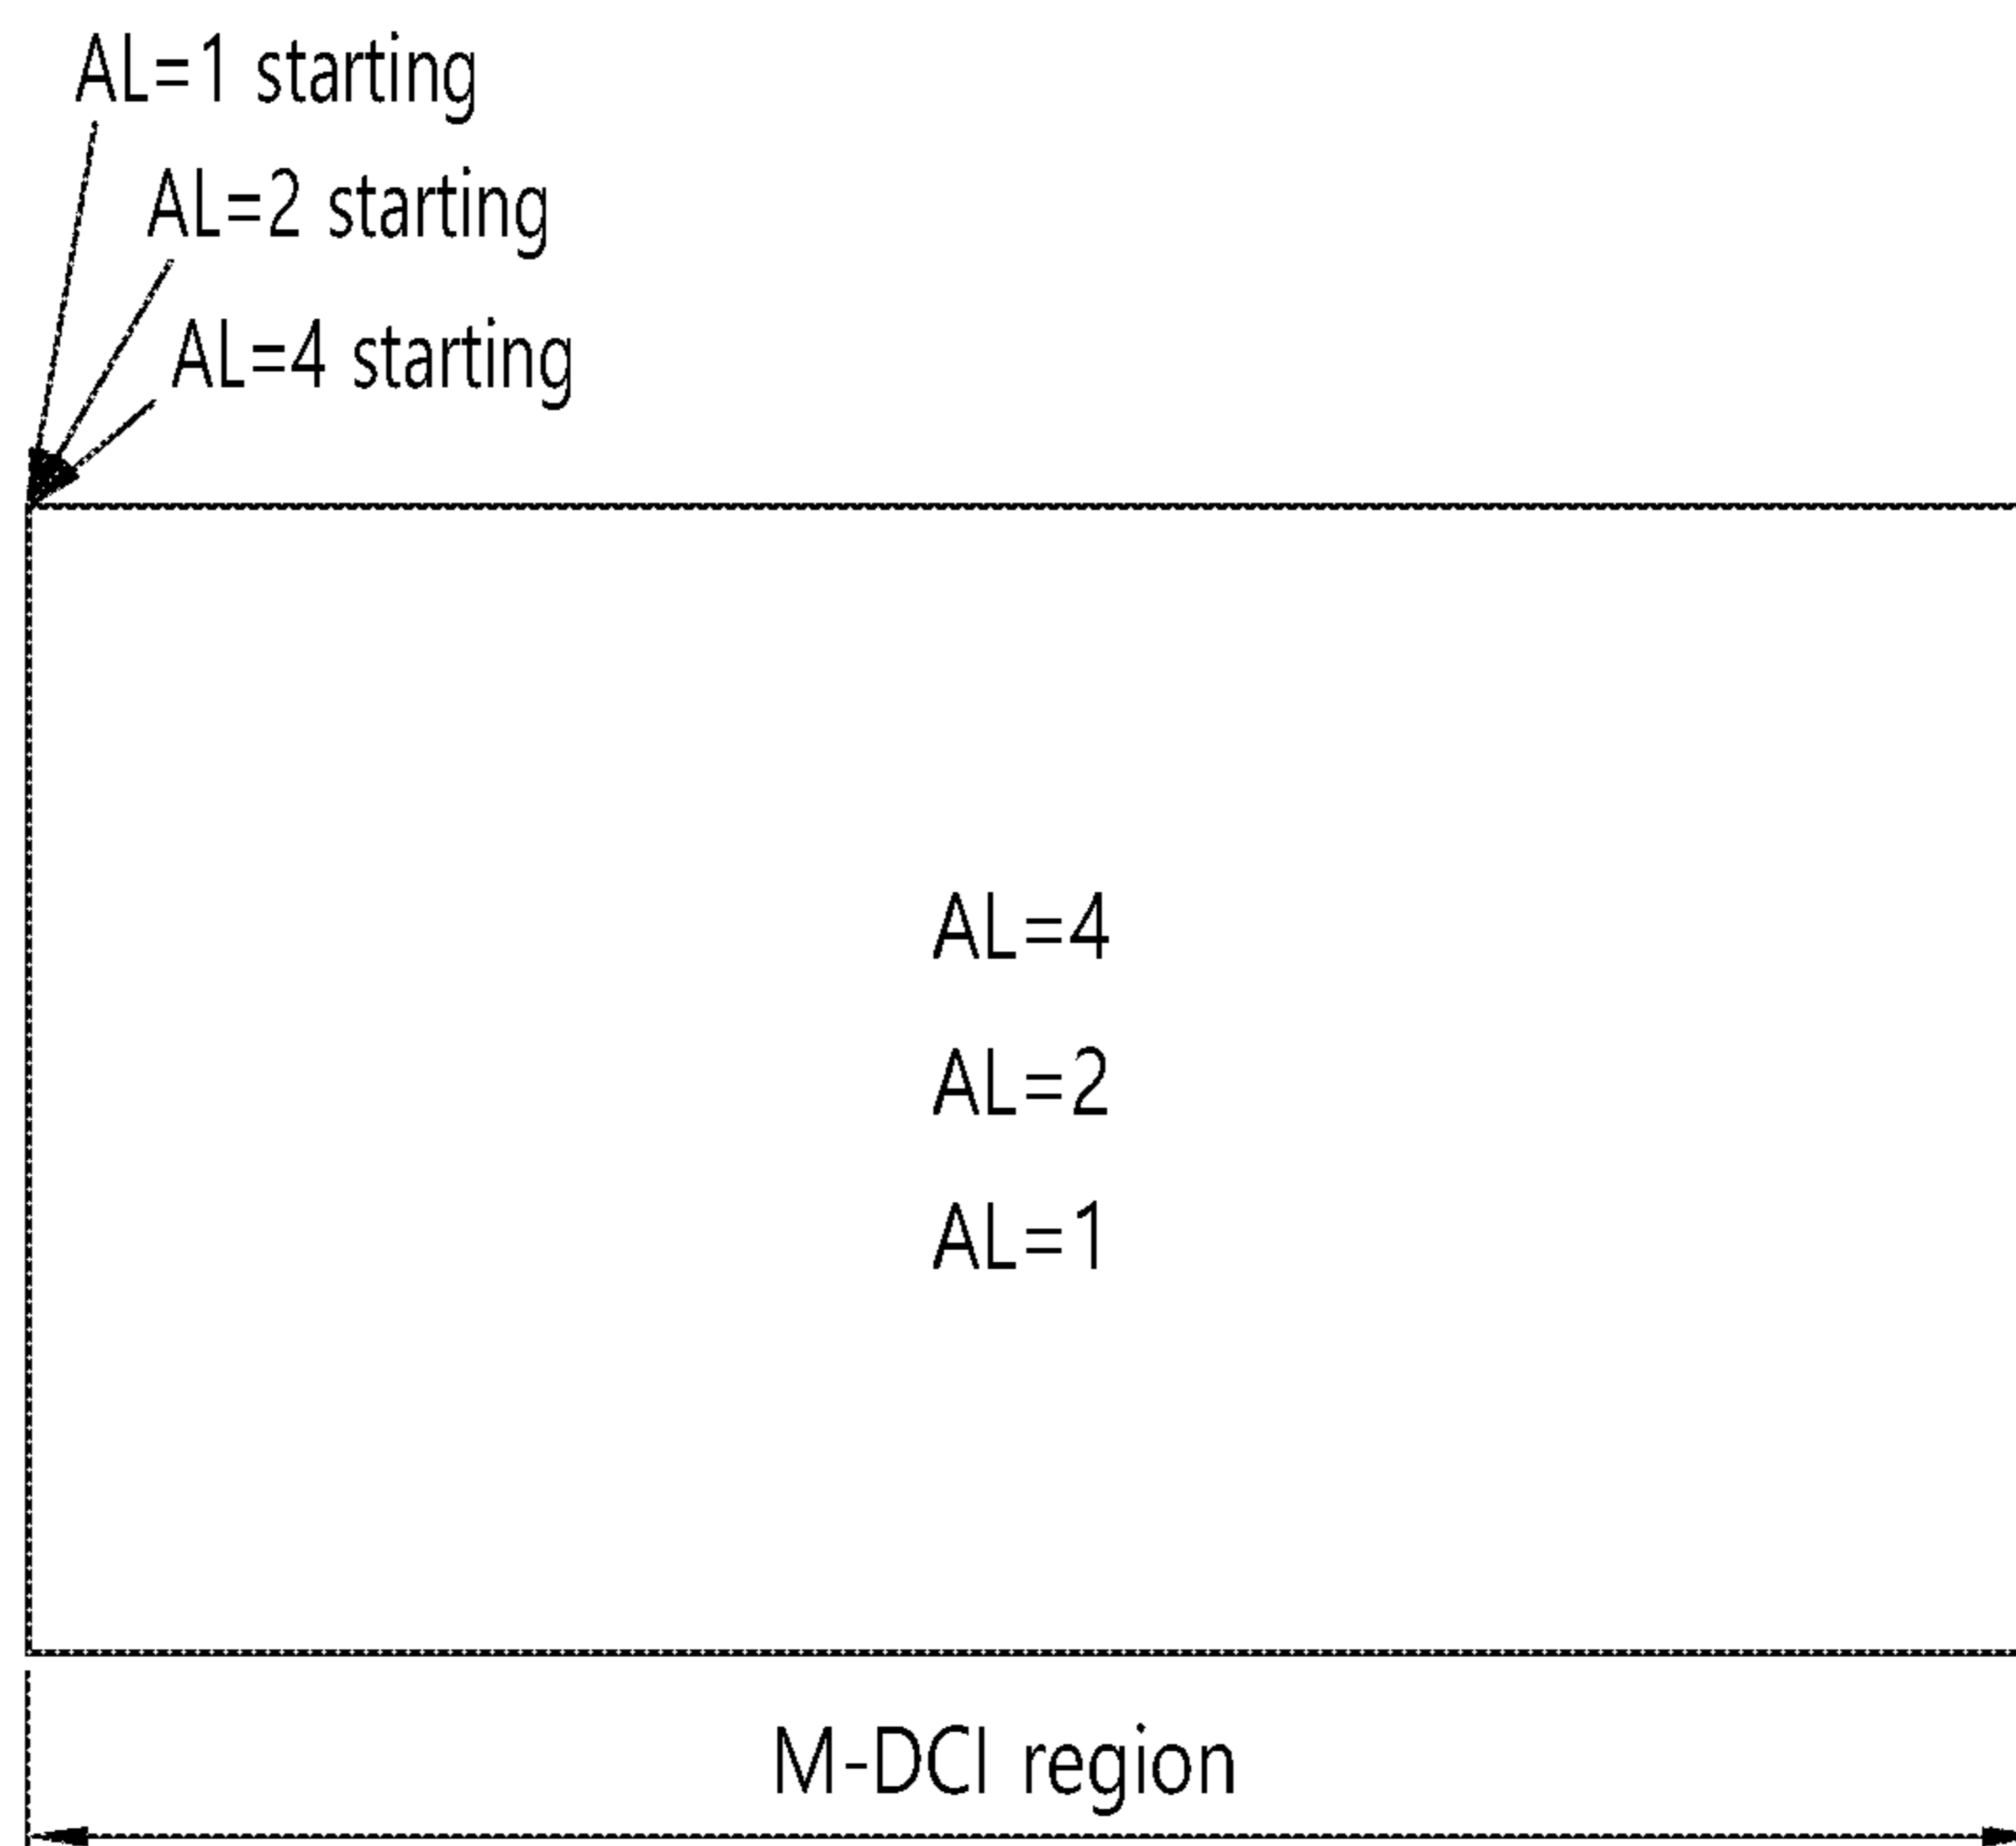 AL=1 starting
AL=2 starting
AL=4 starting
AL=4
AL=2
AL=1
M-DCI region